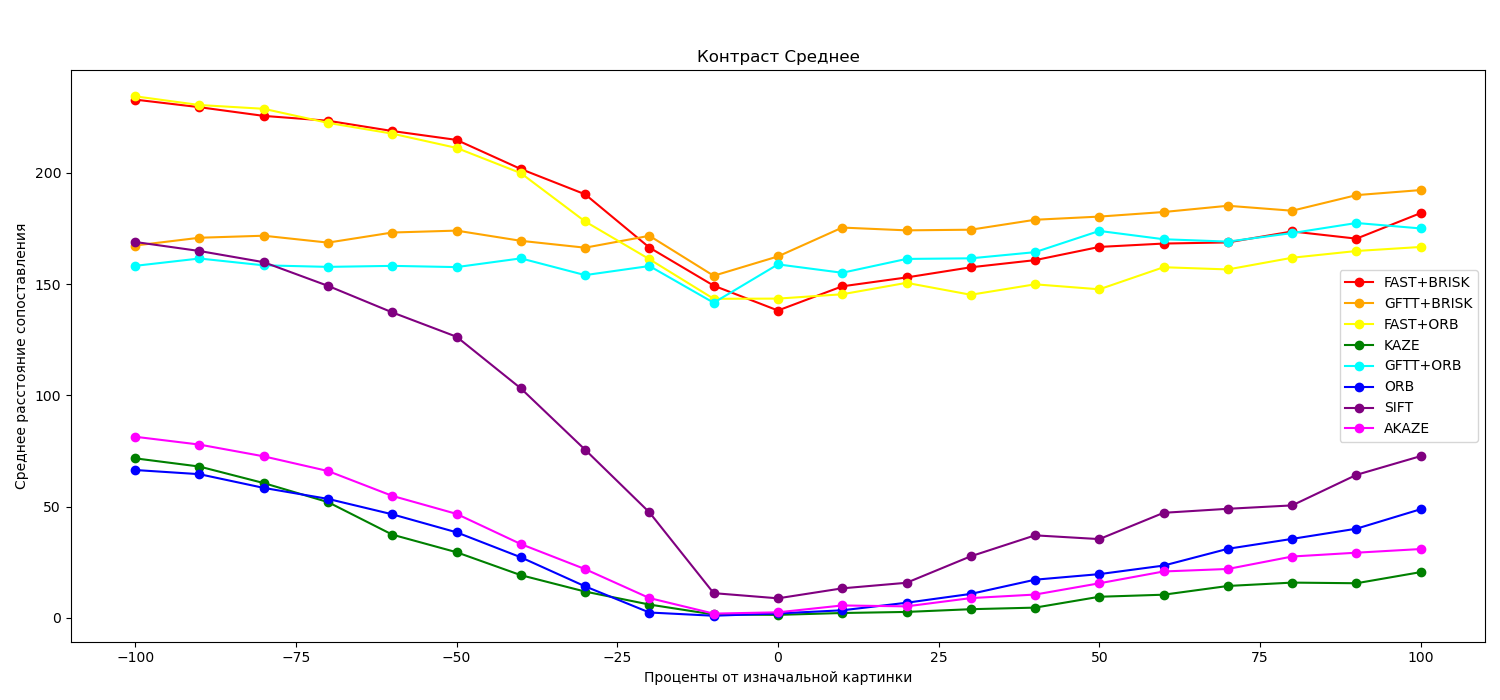 Контраст Среднее
Среднее расстояние сопоставления
200
150
100
50
0
FAST+BRISK
GFTT+BRISK
FAST+ORB
KAZE
GFTT+ORB
ORB
SIFT
AKAZE
−100 −75 −50 −25 0 25 50 75 100
Проценты от изначальной картинки